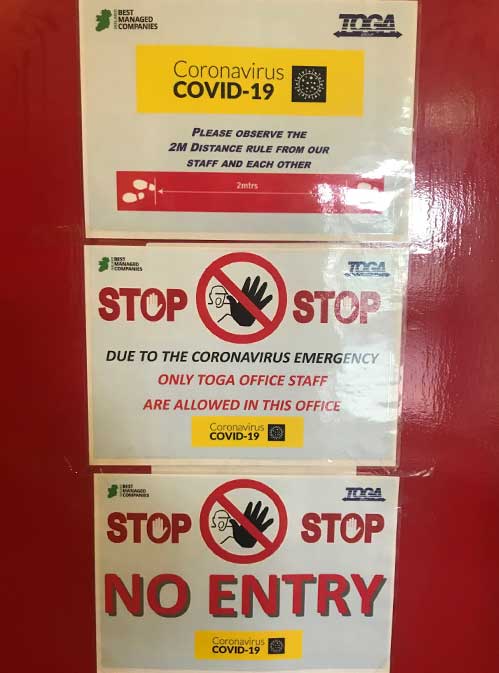 BEST
MANAGED
COMPANIES
TOGA
Coronavirus
COVID-19
PLEASE OBSERVE THE
2M DISTANCE RULE FROM OUR
STAFF AND EACH OTHER
2mtrs
BEST
MANAGED
COMPANIES
TOGA
STOP STOP
DUE TO THE CORONAVIRUS EMERGENCY
ONLY TOGA OFFICE STAFF
ARE ALLOWED IN THIS OFFICE
Coronavirus
COVID-19
BEST
MANAGED
COMPANIES
TOGA
STOP STOP
NO ENTRY
Coronavirus
COVID-19